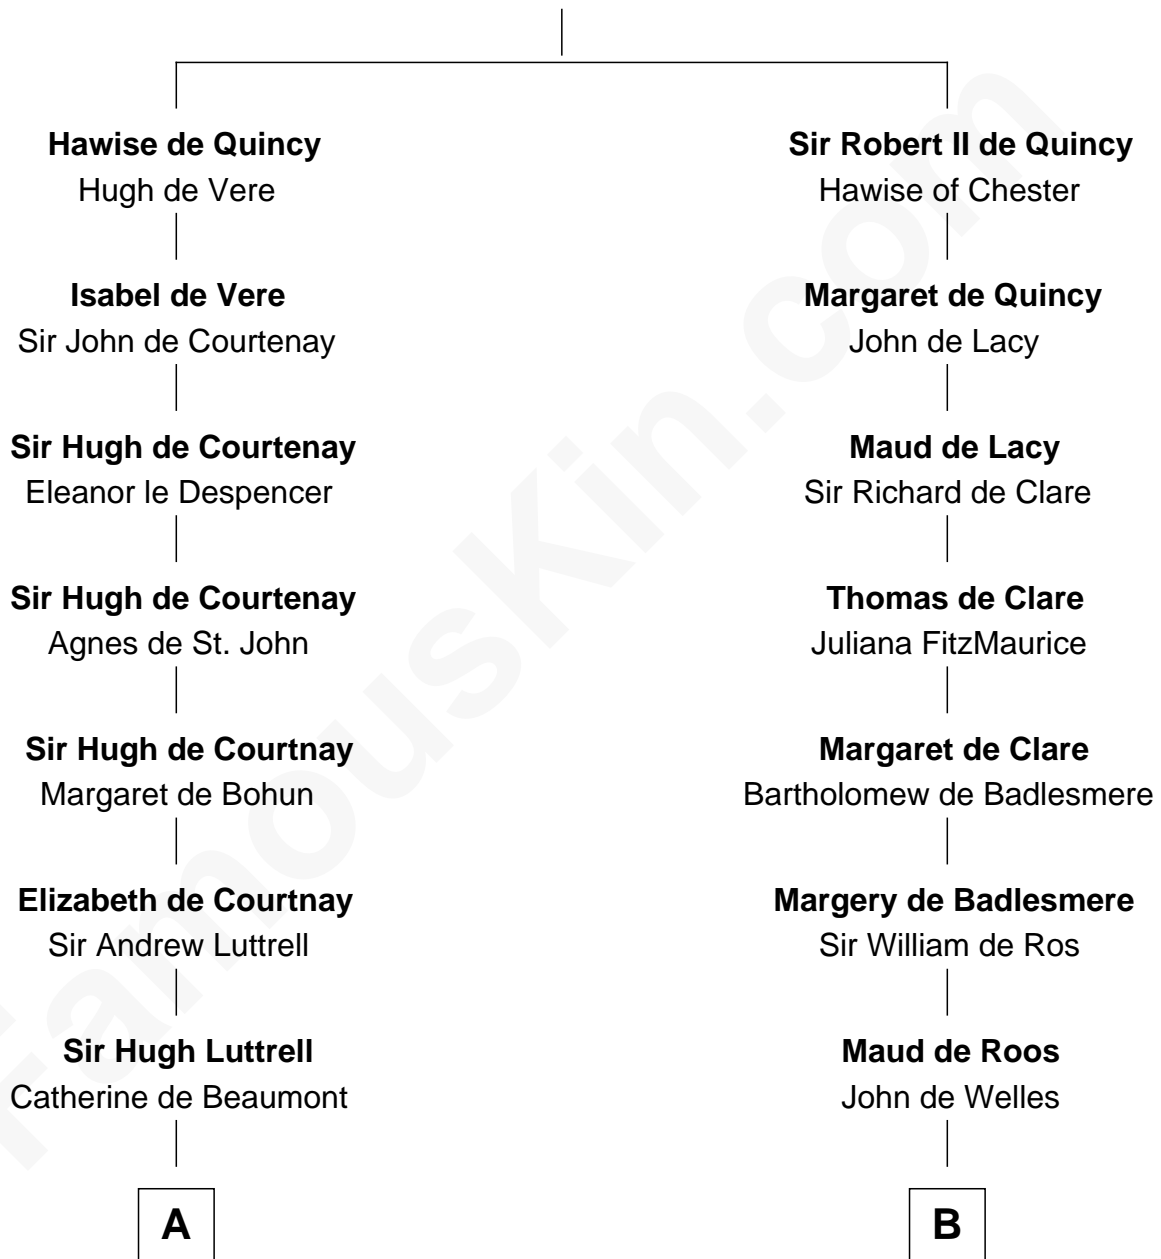 Hawise de Quincy
Hugh de Vere
Isabel de Vere
Sir John de Courtenay
Sir Hugh de Courtenay
Eleanor le Despencer
Sir Hugh de Courtenay
Agnes de St. John
Sir Hugh de Courtnay
Margaret de Bohun
Elizabeth de Courtnay
Sir Andrew Luttrell
Sir Hugh Luttrell
Catherine de Beaumont
A
Sir Robert II de Quincy
Hawise of Chester
Margaret de Quincy
John de Lacy
Maud de Lacy
Sir Richard de Clare
Thomas de Clare
Juliana FitzMaurice
Margaret de Clare
Bartholomew de Badlesmere
Margery de Badlesmere
Sir William de Ros
Maud de Roos
John de Welles
B
FamousKin.com